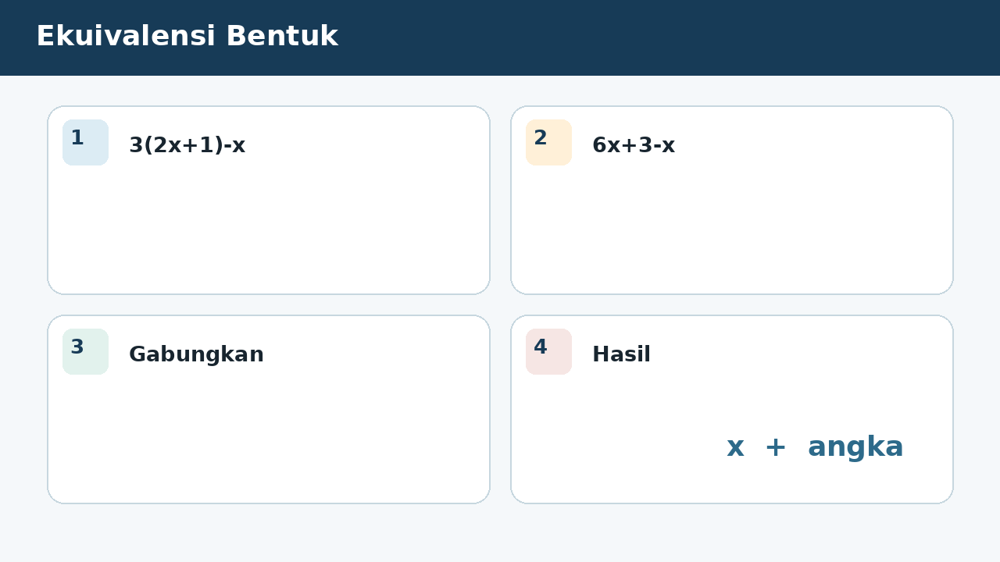 Ekuivalensi Bentuk
1 3(2x+1)-x
2 6x+3-x
3 Gabungkan
4 Hasil
x + angka